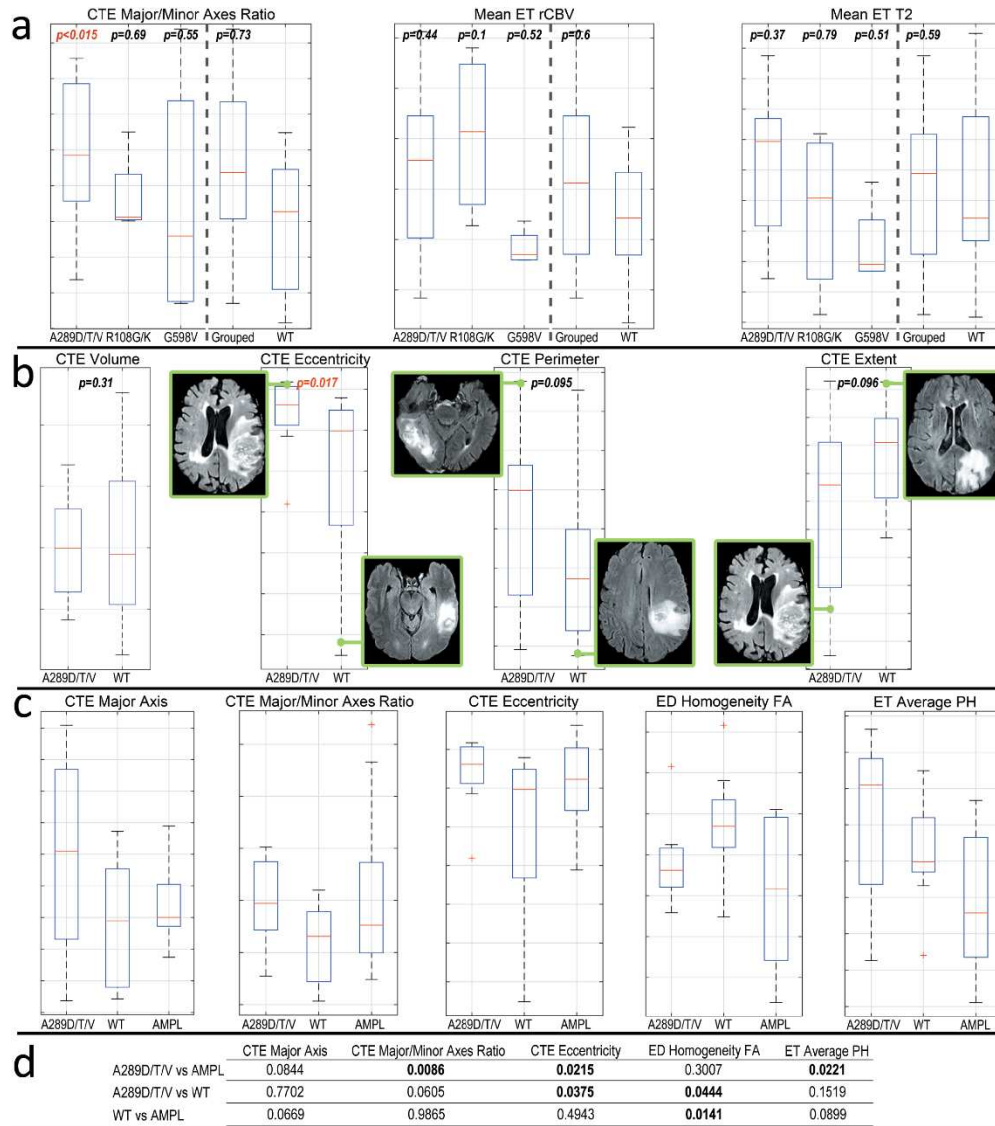 a
CTE Major/Minor Axes Ratio
p<0.015 p=0.69 p=0.55 p=0.73
A289D/T/V R108G/K G598V Grouped WT
Mean ET rCBV
p=0.44 p=0.1 p=0.52 p=0.6
A289D/T/V R108G/K G598V Grouped WT
Mean ET T2
p=0.37 p=0.79 p=0.51 p=0.59
A289D/T/V R108G/K G598V Grouped WT
b
CTE Volume
p=0.31
A289D/T/V WT
CTE Eccentricity
p=0.017
A289D/T/V WT
CTE Perimeter
p=0.095
A289D/T/V WT
CTE Extent
p=0.096
A289D/T/V WT
c
CTE Major Axis
A289D/T/V WT AMPL
CTE Major/Minor Axes Ratio
A289D/T/V WT AMPL
CTE Eccentricity
A289D/T/V WT AMPL
ED Homogeneity FA
A289D/T/V WT AMPL
ET Average PH
A289D/T/V WT AMPL
d
CTE Major Axis CTE Major/Minor Axes Ratio CTE Eccentricity ED Homogeneity FA ET Average PH
A289D/T/V vs AMPL 0.0844 0.0086 0.0215 0.3007 0.0221
A289D/T/V vs WT 0.7702 0.0605 0.0375 0.0444 0.1519
WT vs AMPL 0.0669 0.9865 0.4943 0.0141 0.0899